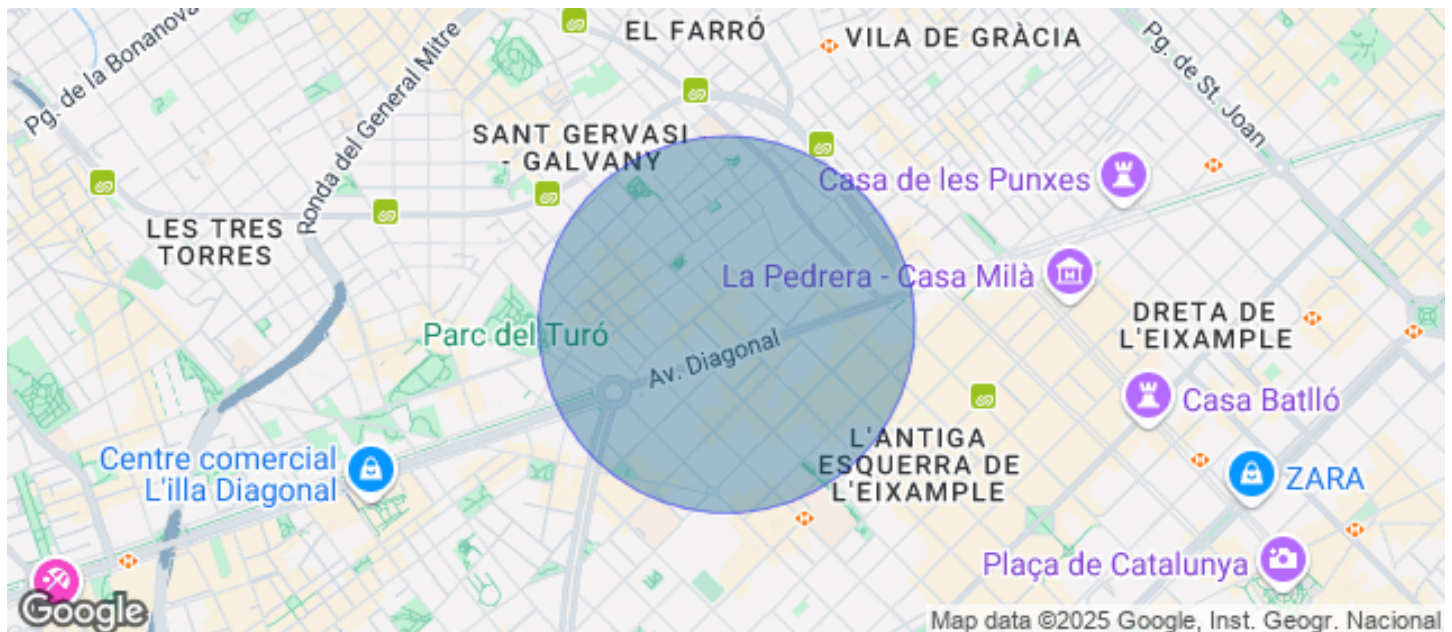 EL FARRÓ
VILA DE GRÀCIA
Pg. de la Bonanova
Ronda del General Mitre
Pg. de St. Joan
SANT GERVASI
- GALVANY
Casa de les Punxes
LES TRES
TORRES
La Pedrera - Casa Milà
DRETA DE
L'EIXAMPLE
Parc del Turó
Av. Diagonal
Casa Batlló
L'ANTIGA
ESQUERRA DE
L'EIXAMPLE
Centre comercial
L'illa Diagonal
ZARA
Plaça de Catalunya
Google
Map data ©2025 Google, Inst. Geogr. Nacional